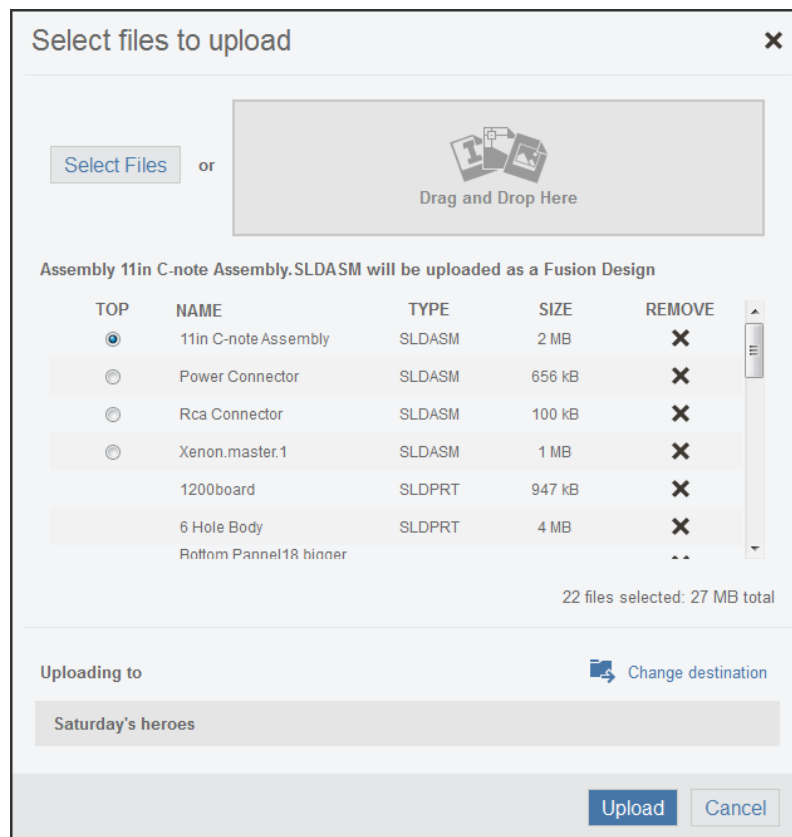 Select files to upload
Select Files or
Drag and Drop Here
Assembly 11in C-note Assembly.SLDASM will be uploaded as a Fusion Design
TOP NAME TYPE SIZE REMOVE
11in C-note Assembly SLDASM 2 MB
Power Connector SLDASM 656 kB
Rca Connector SLDASM 100 kB
Xenon.master.1 SLDASM 1 MB
1200board SLDPRT 947 kB
6 Hole Body SLDPRT 4 MB
Bottom Pannel18 bigger
22 files selected: 27 MB total
Uploading to Change destination
Saturday's heroes
Upload Cancel